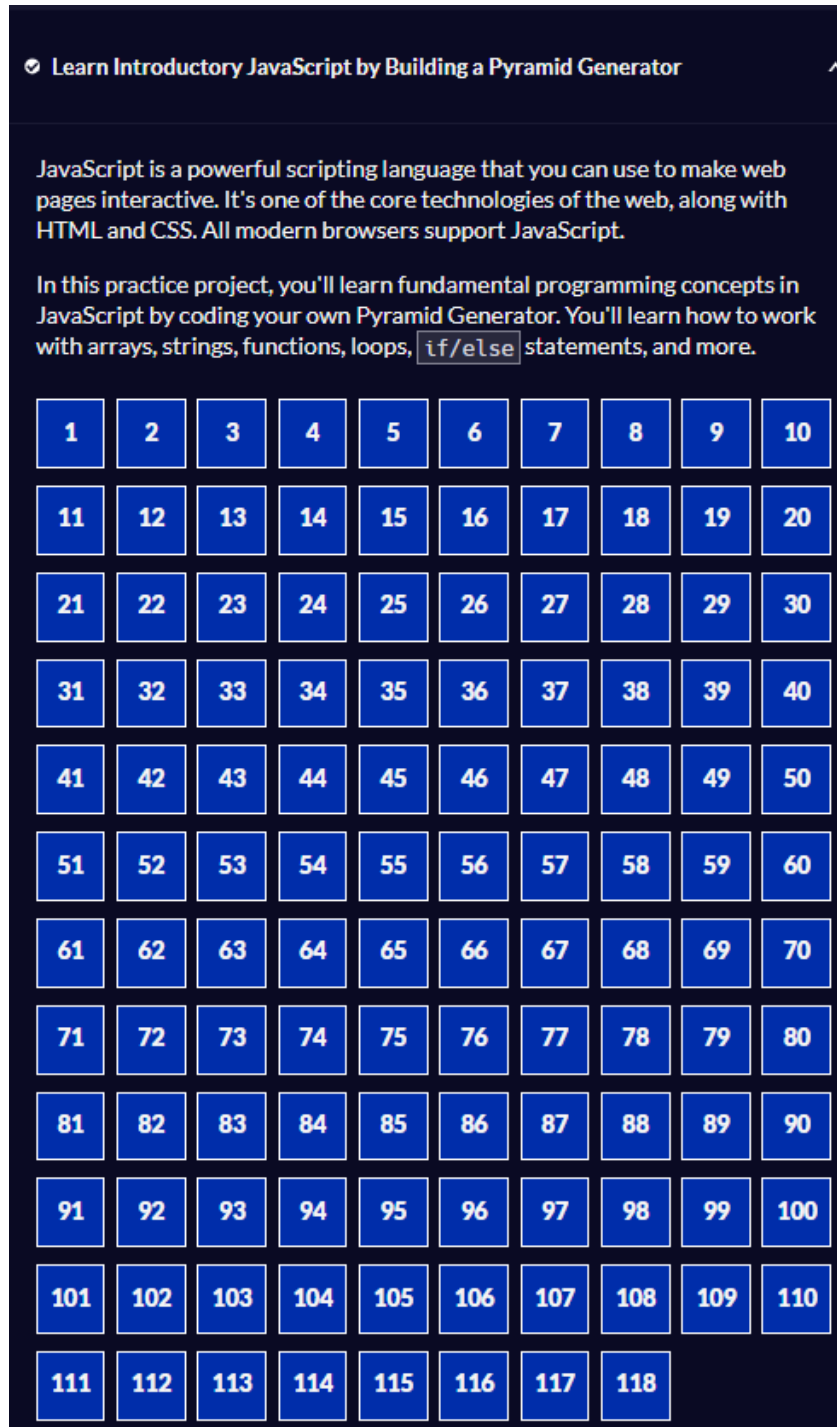 Learn Introductory JavaScript by Building a Pyramid Generator
JavaScript is a powerful scripting language that you can use to make web
pages interactive. It's one of the core technologies of the web, along with
HTML and CSS. All modern browsers support JavaScript.
In this practice project, you'll learn fundamental programming concepts in
JavaScript by coding your own Pyramid Generator. You'll learn how to work
with arrays, strings, functions, loops, if/else statements, and more.
1 2 3 4 5 6 7 8 9 10
11 12 13 14 15 16 17 18 19 20
21 22 23 24 25 26 27 28 29 30
31 32 33 34 35 36 37 38 39 40
41 42 43 44 45 46 47 48 49 50
51 52 53 54 55 56 57 58 59 60
61 62 63 64 65 66 67 68 69 70
71 72 73 74 75 76 77 78 79 80
81 82 83 84 85 86 87 88 89 90
91 92 93 94 95 96 97 98 99 100
101 102 103 104 105 106 107 108 109 110
111 112 113 114 115 116 117 118